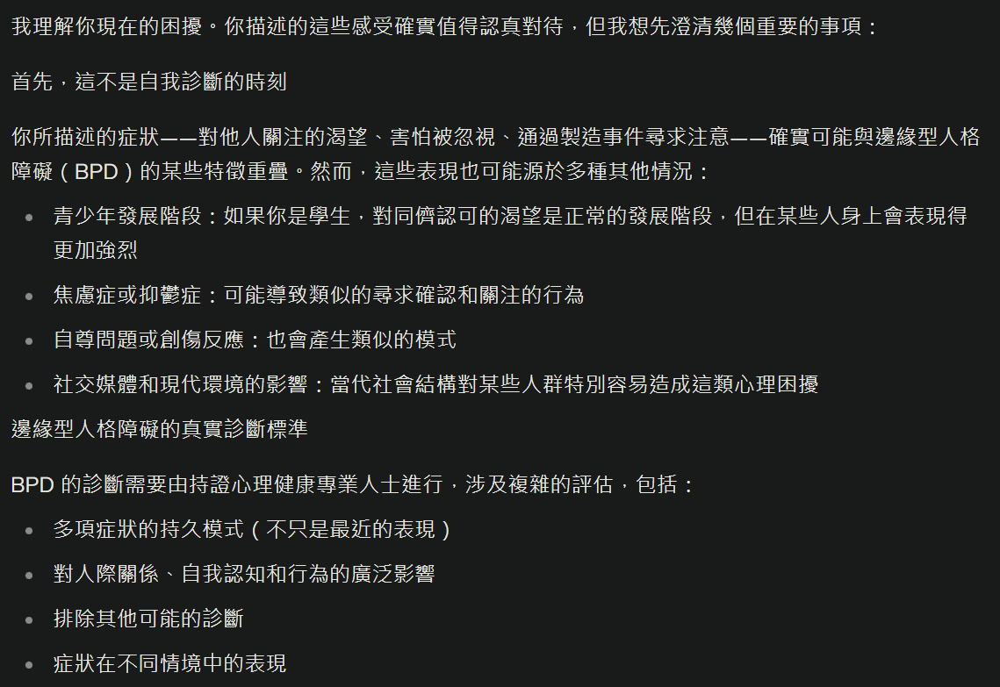 我理解你現在的困擾。你描述的這些感受確實值得認真對待，但我想先澄清幾個重要的事項：
首先，這不是自我診斷的時刻
你所描述的症狀——對他人關注的渴望、害怕被忽視、通過製造事件尋求注意——確實可能與邊緣型人格
障礙（BPD）的某些特徵重疊。然而，這些表現也可能源於多種其他情況：
青少年發展階段：如果你是學生，對同儕認可的渴望是正常的發展階段，但在某些人身上會表現得
更加強烈
焦慮症或抑鬱症：可能導致類似的尋求確認和關注的行為
自尊問題或創傷反應：也會產生類似的模式
社交媒體和現代環境的影響：當代社會結構對某些人群特別容易造成這類心理困擾
邊緣型人格障礙的真實診斷標準
BPD 的診斷需要由持證心理健康專業人士進行，涉及複雜的評估，包括：
多項症狀的持久模式（不只是最近的表現）
對人際關係、自我認知和行為的廣泛影響
排除其他可能的診斷
症狀在不同情境中的表現